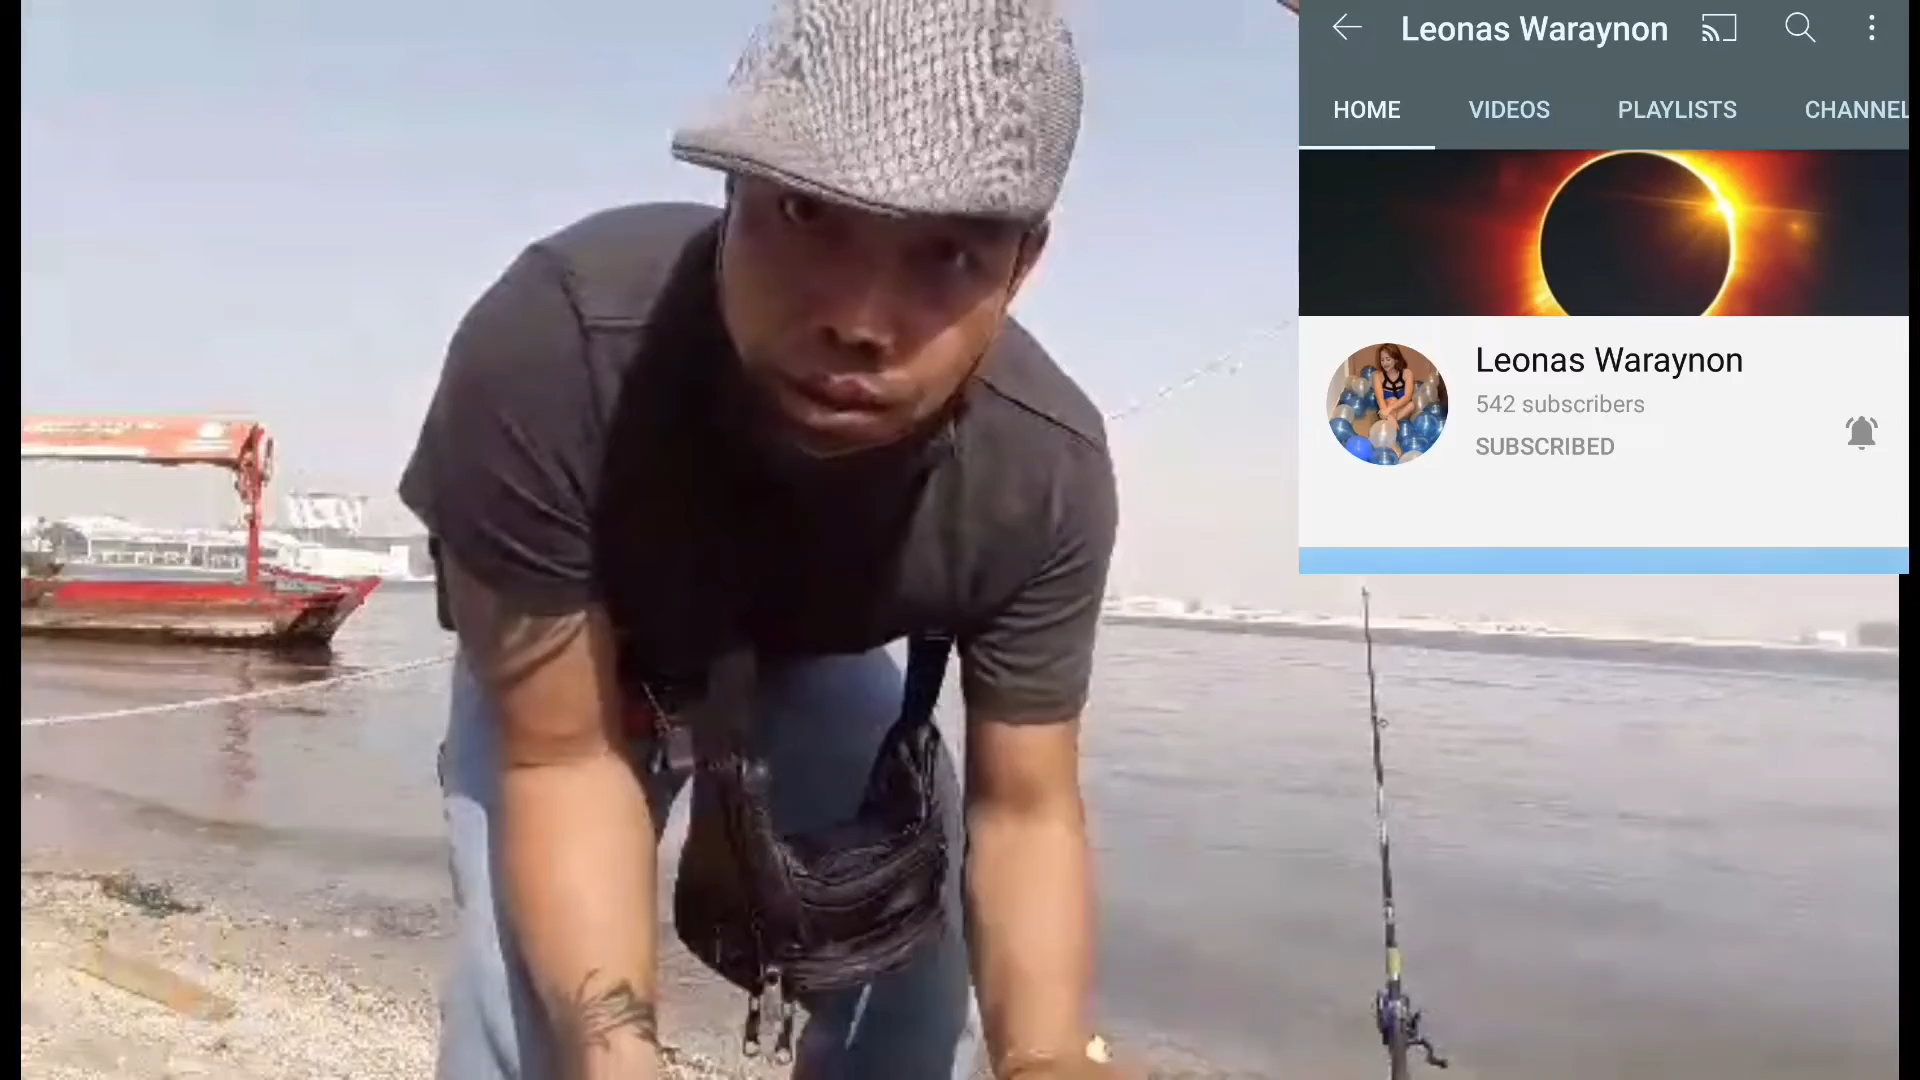 Leonas Waraynon
HOME VIDEOS PLAYLISTS CHANNEL
Leonas Waraynon
542 subscribers
SUBSCRIBED